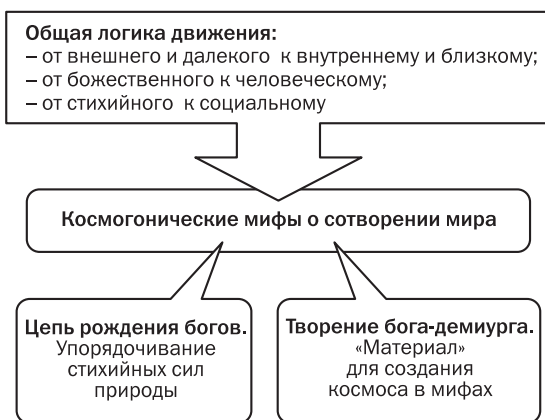 Общая логика движения:
– от внешнего и далекого к внутреннему и близкому;
– от божественного к человеческому;
– от стихийного к социальному
Космогонические мифы о сотворении мира
Цепь рождения богов.
Упорядочивание
стихийных сил
природы
Творение бога-демиурга.
«Материал»
для создания
космоса в мифах